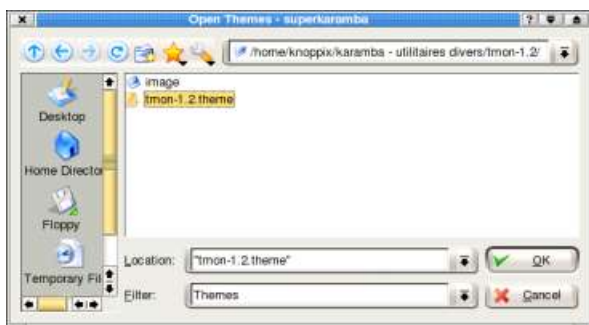 Open Themes - superkaramba
/home/knoppix/karamba - utilitaires divers/tmon-1.2/
image
tmon-1.2.theme
Desktop
Home Director
Floppy
Temporary Fil
Location: "tmon-1.2.theme" OK
Filter: Themes Cancel